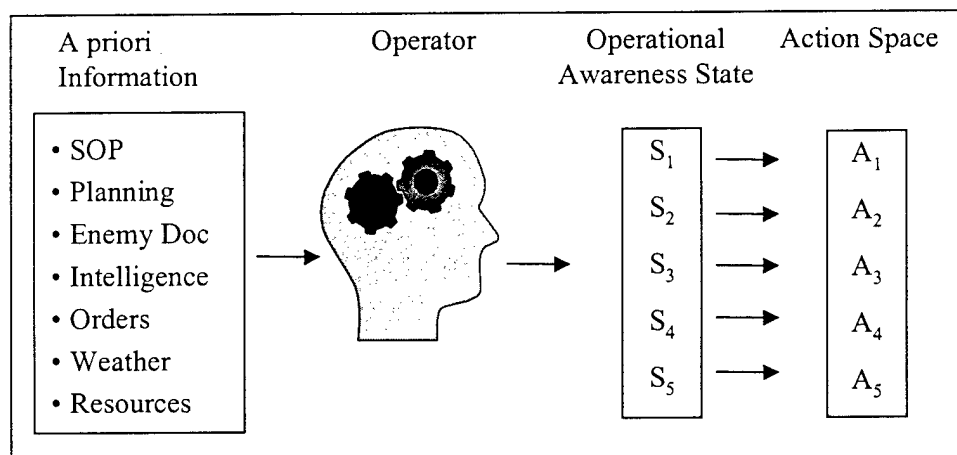 A priori
Information
Operator
Operational
Awareness State
Action Space
• SOP
• Planning
• Enemy Doc
• Intelligence
• Orders
• Weather
• Resources
S₁
S₂
S₃
S₄
S₅
A₁
A₂
A₃
A₄
A₅